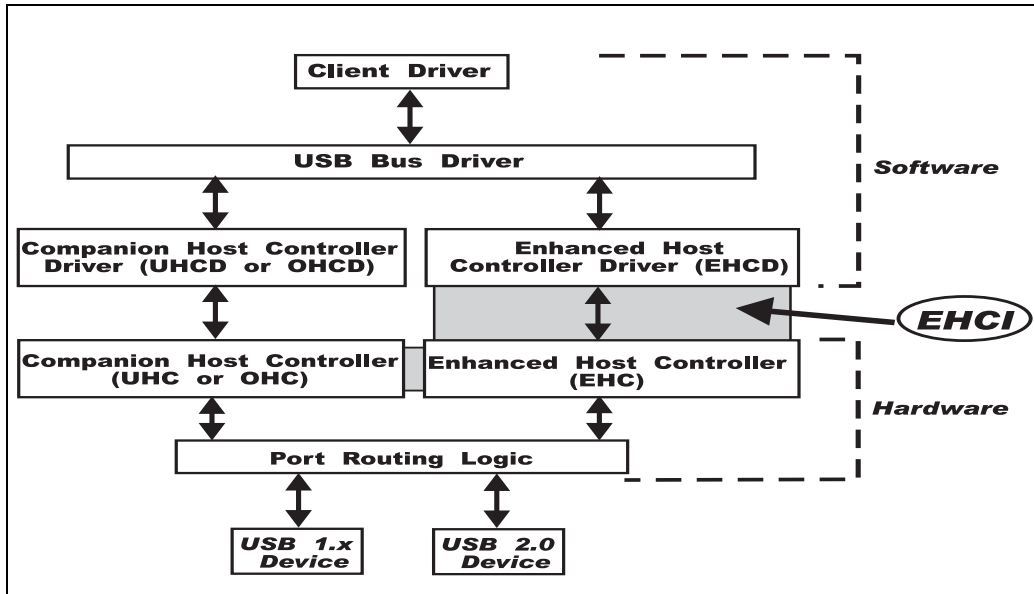 Client Driver
USB Bus Driver
Software
Companion Host Controller
Driver (UHCD or OHCD)
Enhanced Host
Controller Driver (EHCD)
EHCI
Companion Host Controller
(UHC or OHC)
Enhanced Host Controller
(EHC)
Hardware
Port Routing Logic
USB 1.x
Device
USB 2.0
Device